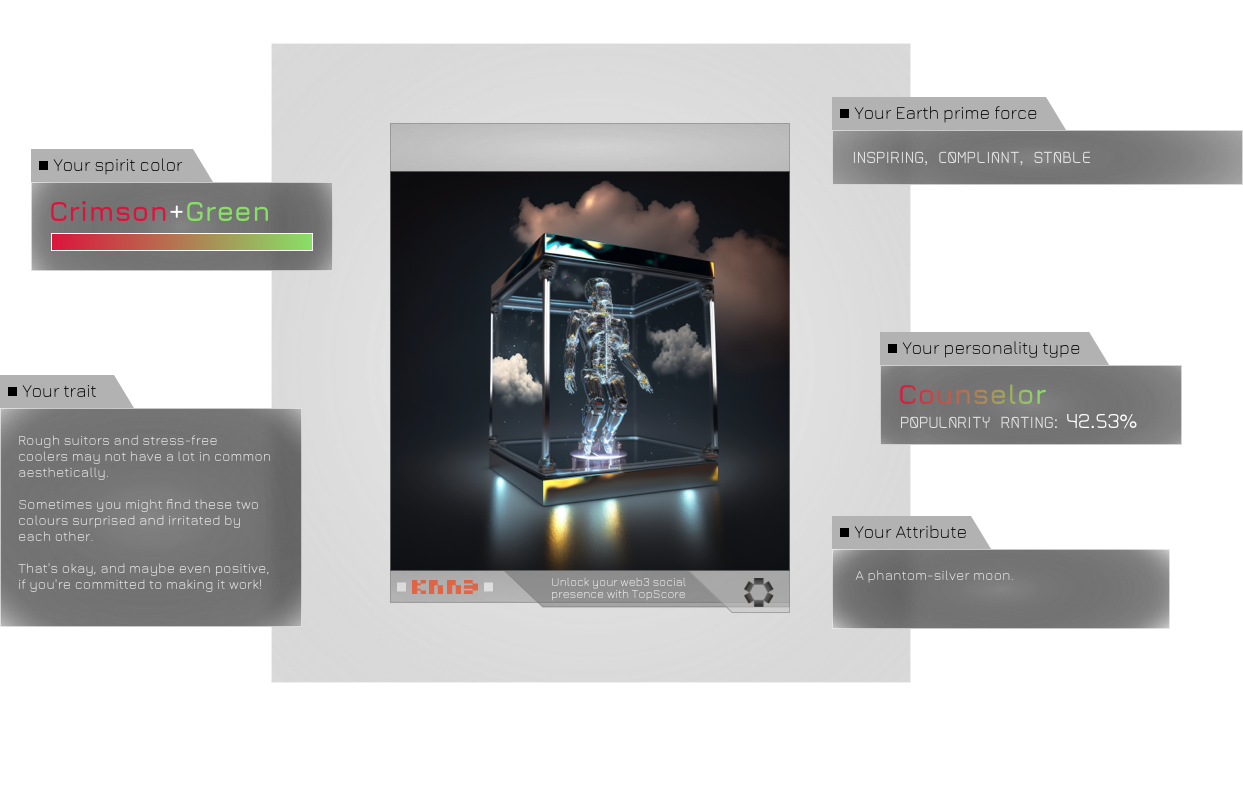 Your Earth prime force
INSPIRING, COMPLIANT, STABLE
Your spirit color
Crimson+Green
Your personality type
Counselor
POPULARITY RATING: 42.53%
Your trait
Rough suitors and stress-free
coolers may not have a lot in common
aesthetically.
Sometimes you might find these two
colours surprised and irritated by
each other.
That's okay, and maybe even positive,
if you're committed to making it work!
Your Attribute
A phantom-silver moon.
KNN3
Unlock your web3 social
presence with TopScore